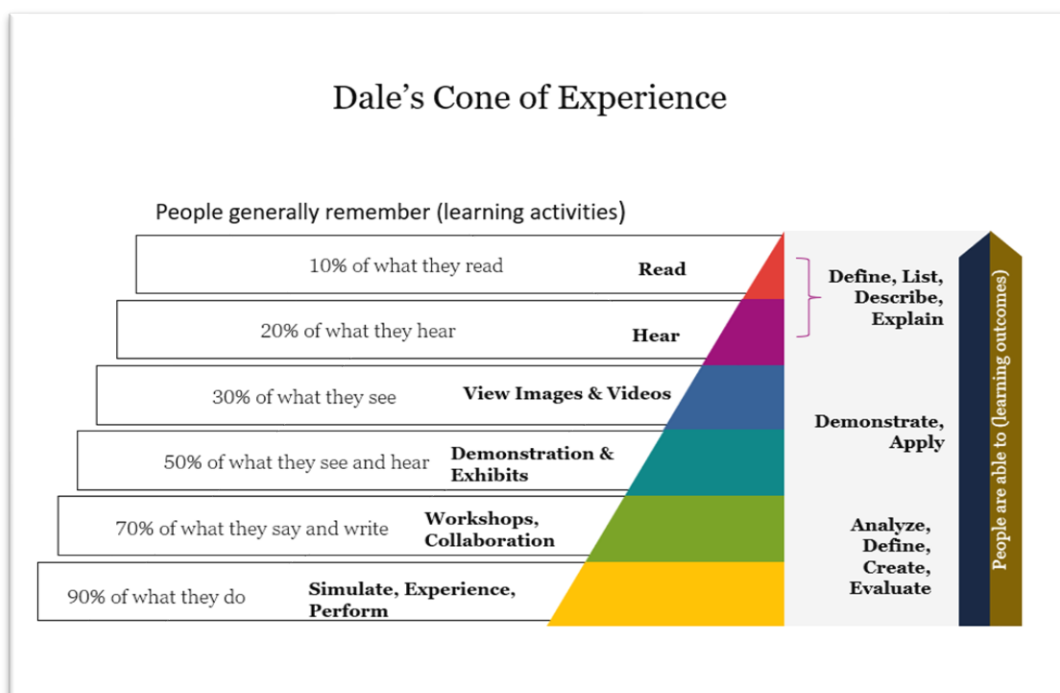 Dale’s Cone of Experience
People generally remember (learning activities)
10% of what they read
Read
20% of what they hear
Hear
30% of what they see
View Images & Videos
50% of what they see and hear
Demonstration &
Exhibits
70% of what they say and write
Workshops,
Collaboration
90% of what they do
Simulate, Experience,
Perform
Define, List,
Describe,
Explain
Demonstrate,
Apply
Analyze,
Define,
Create,
Evaluate
People are able to (learning outcomes)